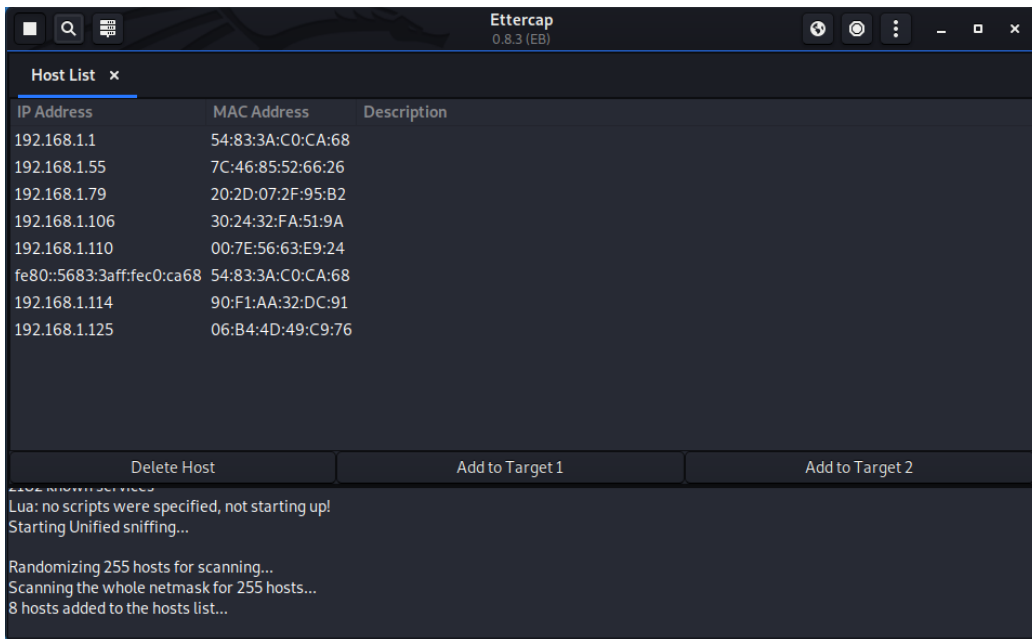 Ettercap
0.8.3 (EB)
Host List ×
IP Address MAC Address Description
192.168.1.1 54:83:3A:C0:CA:68
192.168.1.55 7C:46:85:52:66:26
192.168.1.79 20:2D:07:2F:95:B2
192.168.1.106 30:24:32:FA:51:9A
192.168.1.110 00:7E:56:63:E9:24
fe80::5683:3aff:fec0:ca68 54:83:3A:C0:CA:68
192.168.1.114 90:F1:AA:32:DC:91
192.168.1.125 06:B4:4D:49:C9:76
Delete Host Add to Target 1 Add to Target 2
2182 known services
Lua: no scripts were specified, not starting up!
Starting Unified sniffing...
Randomizing 255 hosts for scanning...
Scanning the whole netmask for 255 hosts...
8 hosts added to the hosts list...